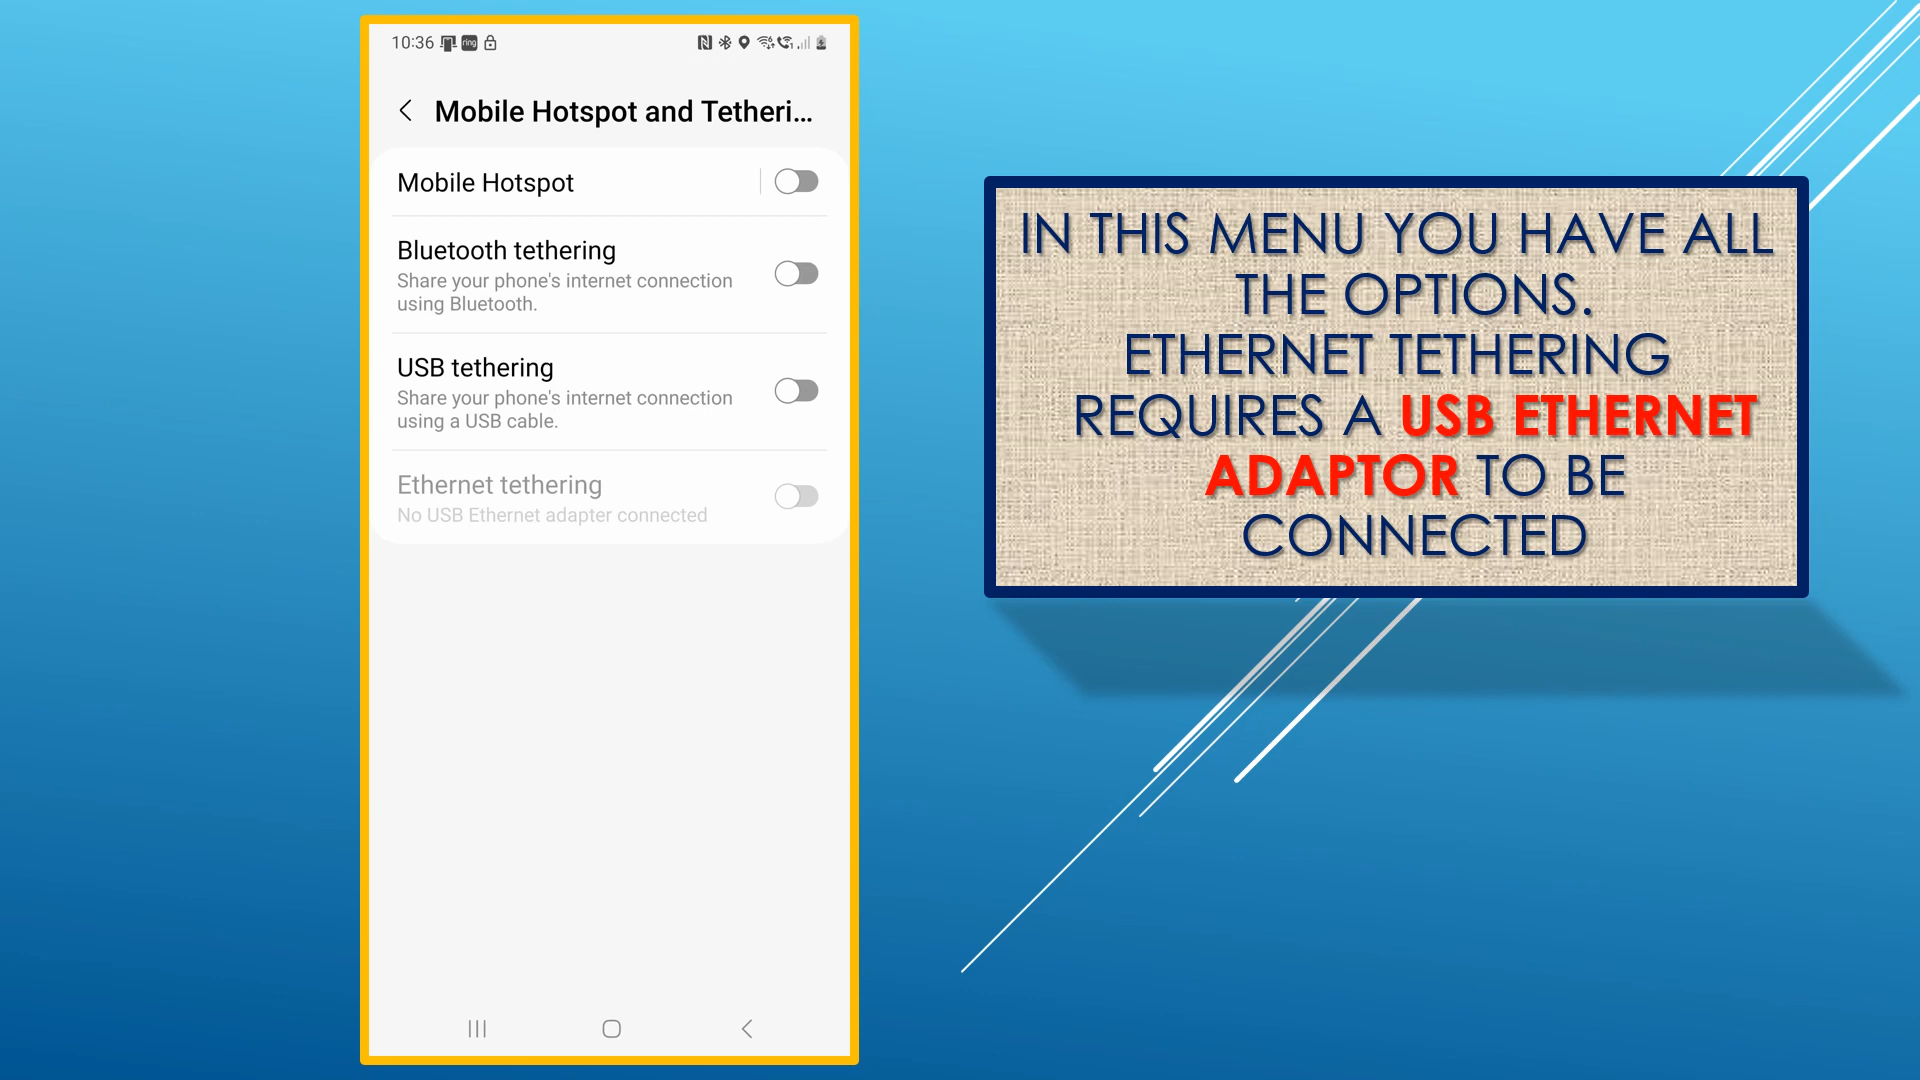 10:36 ring
Mobile Hotspot and Tetheri...
Mobile Hotspot
Bluetooth tethering
Share your phone's internet connection
using Bluetooth.
USB tethering
Share your phone's internet connection
using a USB cable.
Ethernet tethering
No USB Ethernet adapter connected
IN THIS MENU YOU HAVE ALL
THE OPTIONS.
ETHERNET TETHERING
REQUIRES A USB ETHERNET
ADAPTOR TO BE
CONNECTED